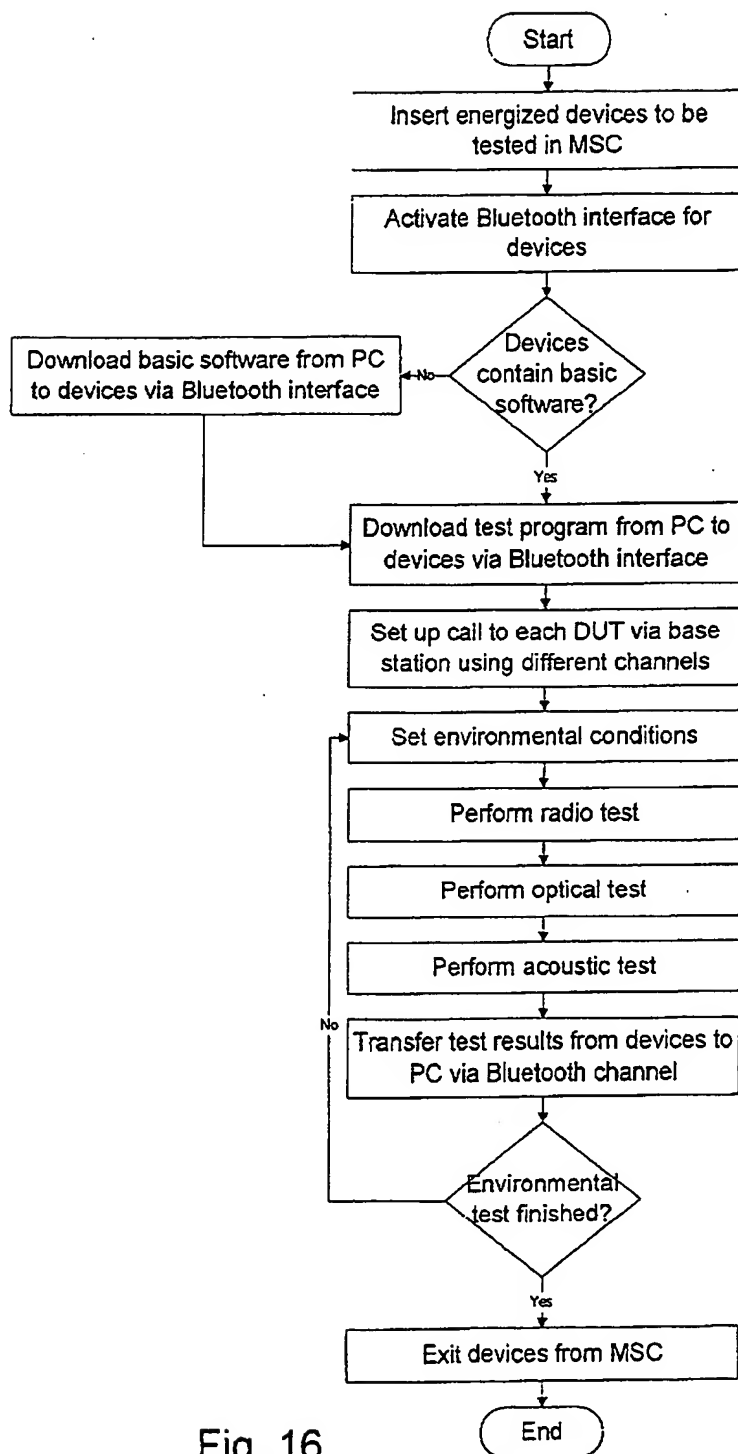 Start
Insert energized devices to be
tested in MSC
Activate Bluetooth interface for
devices
Devices
contain basic
software?
No
Download basic software from PC
to devices via Bluetooth interface
Yes
Download test program from PC to
devices via Bluetooth interface
Set up call to each DUT via base
station using different channels
Set environmental conditions
Perform radio test
Perform optical test
Perform acoustic test
Transfer test results from devices to
PC via Bluetooth channel
Environmental
test finished?
No
Yes
Exit devices from MSC
End
Fig. 16